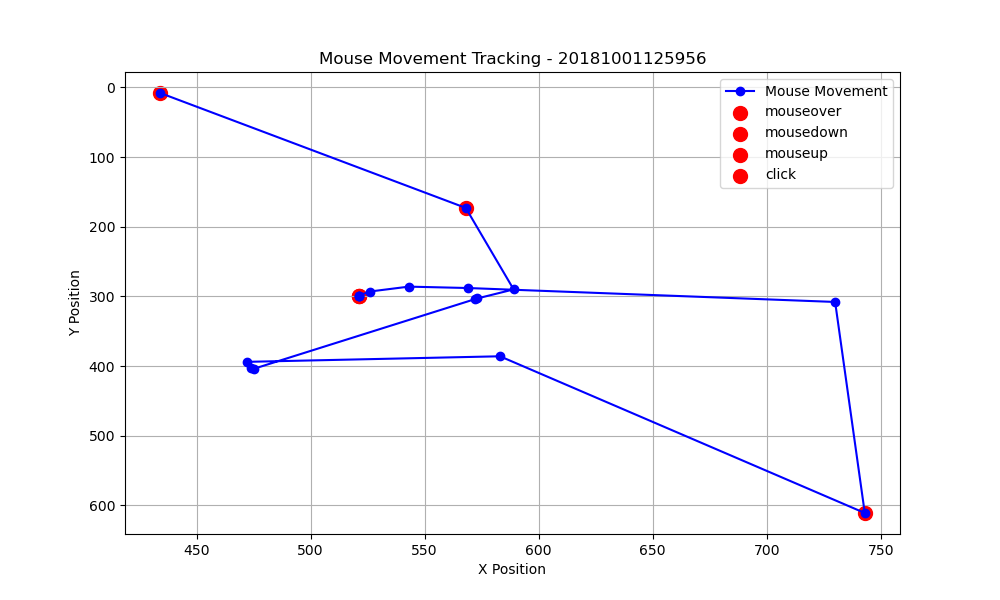 Mouse Movement Tracking - 20181001125956
Mouse Movement
mouseover
mousedown
mouseup
click
0
100
200
300
400
500
600
Y Position
450
500
550
600
650
700
750
X Position